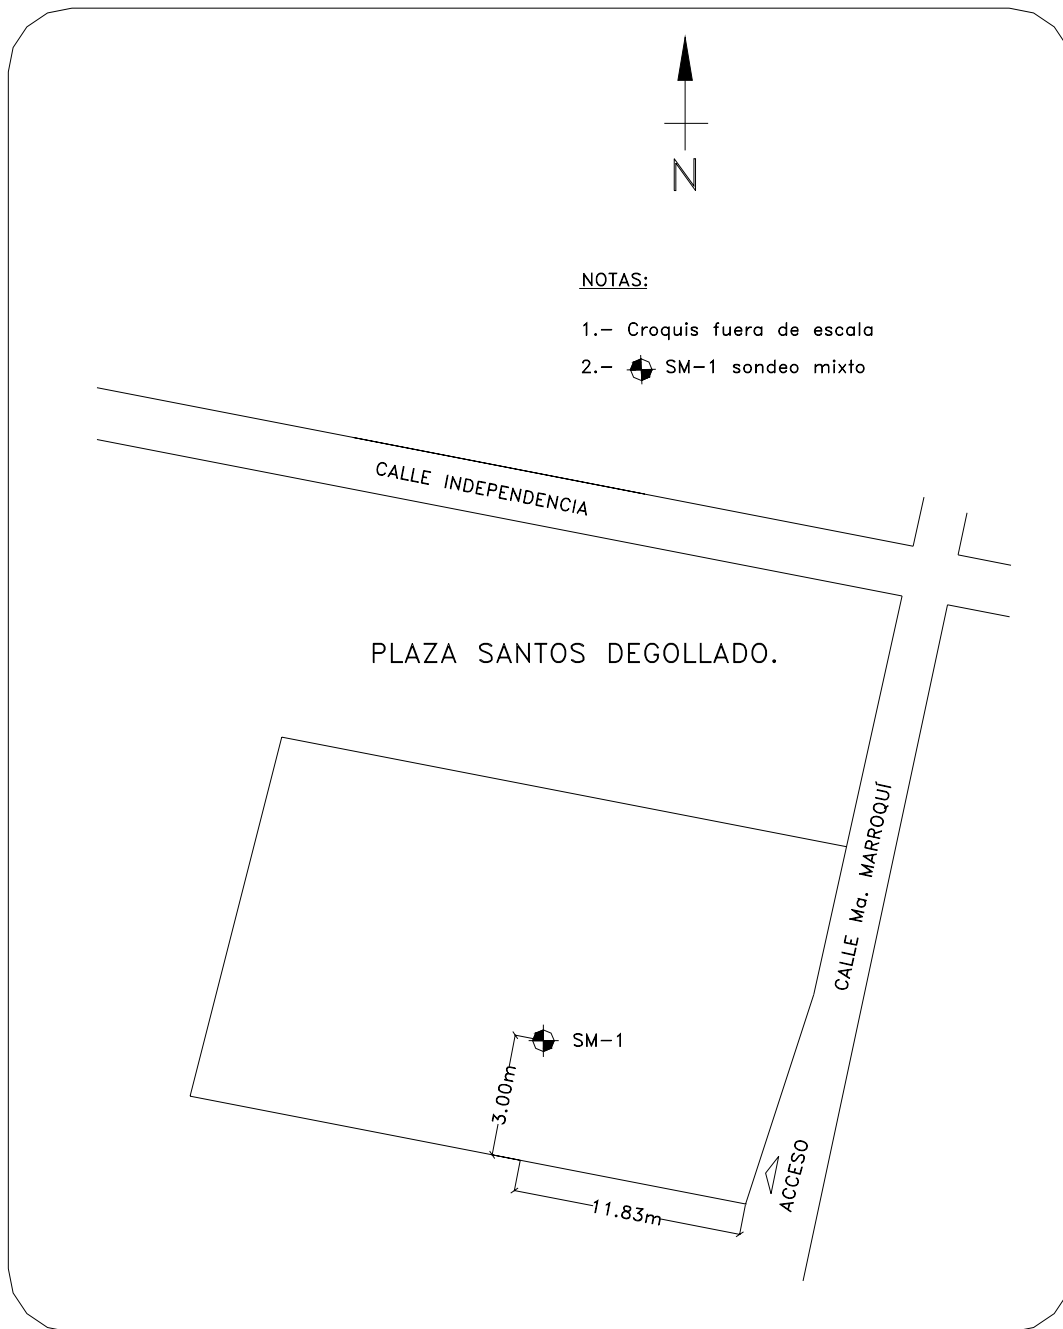 N
NOTAS:
1.- Croquis fuera de escala
2.- SM-1 sondeo mixto
CALLE INDEPENDENCIA
PLAZA SANTOS DEGOLLADO.
CALLE Ma. MARROQUÍ
SM-1
3.00m
ACCESO
11.83m